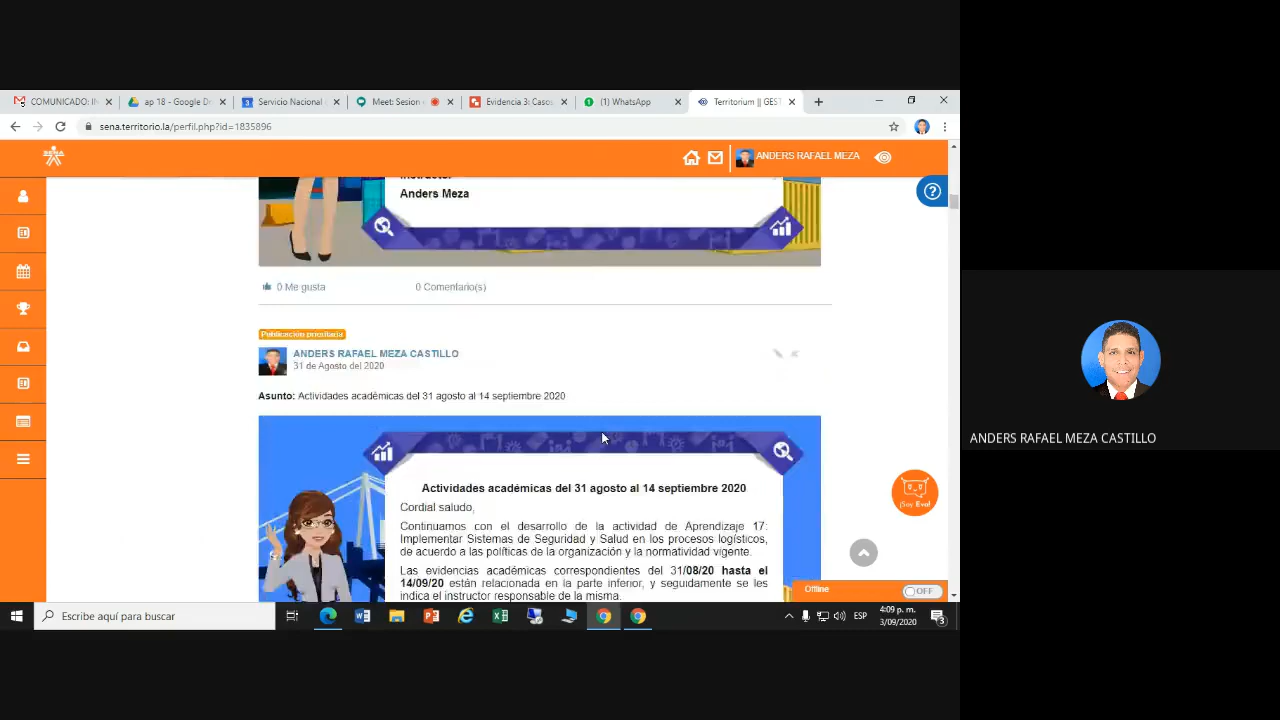 COMUNICADO: IN
ap 18 - Google D
Servicio Nacional
Meet: Sesion
Evidencia 3: Casos
(1) WhatsApp
Territorium || GEST
sena.territorio.la/perfil.php?id=1835896
SENA
ANDERS RAFAEL MEZA
Instructor
Anders Meza
0 Me gusta
0 Comentario(s)
Publicación prioritaria
ANDERS RAFAEL MEZA CASTILLO
31 de Agosto del 2020
Asunto: Actividades académicas del 31 agosto al 14 septiembre 2020
Actividades académicas del 31 agosto al 14 septiembre 2020
Cordial saludo,
Continuamos con el desarrollo de la actividad de Aprendizaje 17:
Implementar Sistemas de Seguridad y Salud en los procesos logísticos,
de acuerdo a las políticas de la organización y la normatividad vigente.
Las evidencias académicas correspondientes del 31/08/20 hasta el
14/09/20 están relacionada en la parte inferior, y seguidamente se les
indica el instructor responsable de la misma.
¡Soy Eva!
Offline
OFF
Escribe aquí para buscar
ESP
4:09 p. m.
3/09/2020
3
ANDERS RAFAEL MEZA CASTILLO